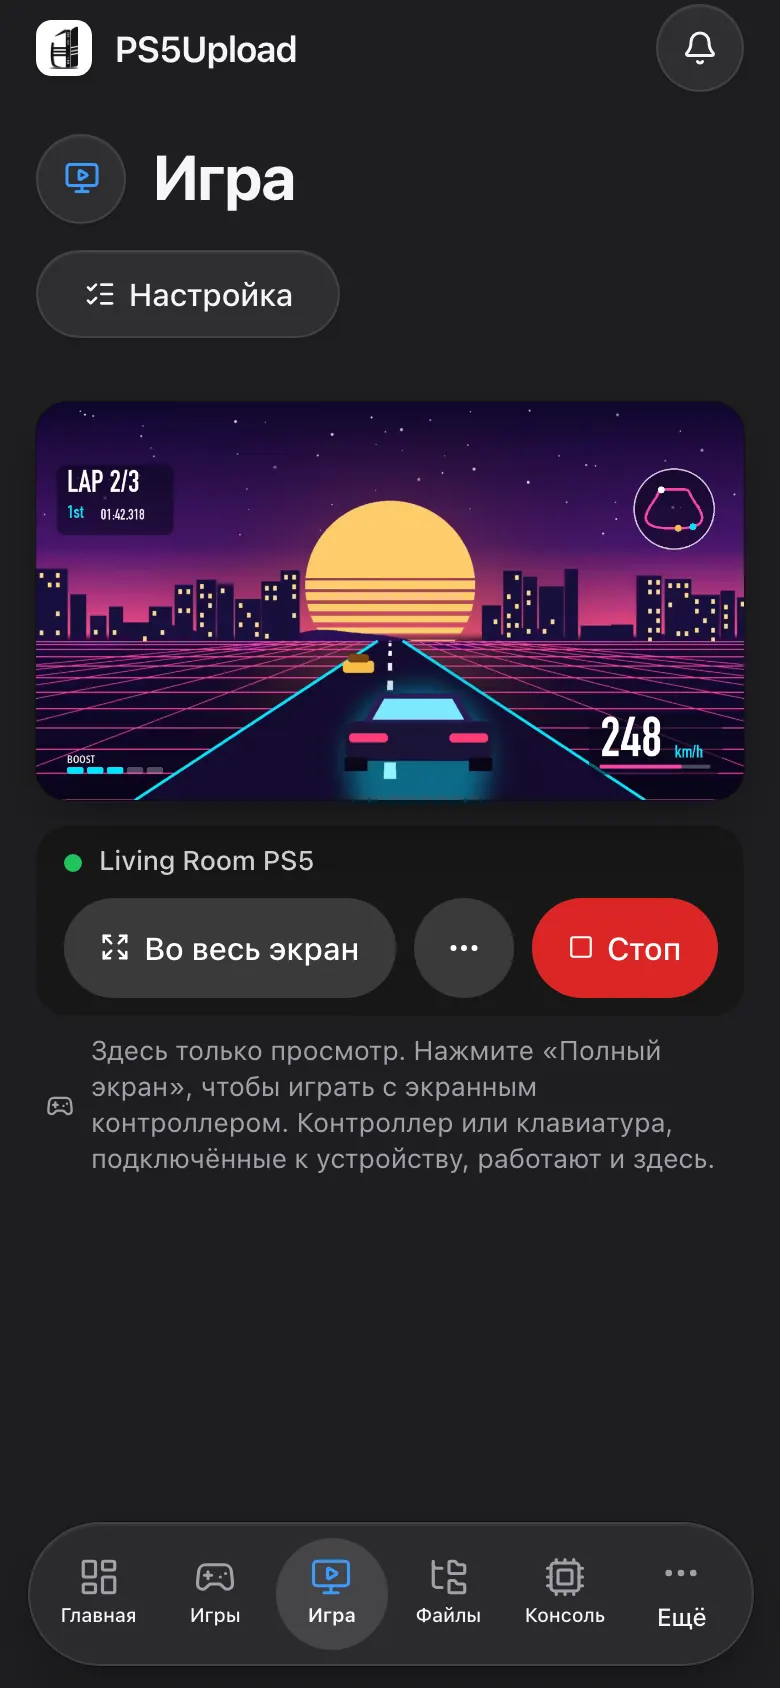 PS5Upload
Игра
Настройка
LAP 2/3
1st 01:42.318
BOOST
248 km/h
Living Room PS5
Во весь экран
Стоп
Здесь только просмотр. Нажмите «Полный
экран», чтобы играть с экранным
контроллером. Контроллер или клавиатура,
подключённые к устройству, работают и здесь.
Главная
Игры
Игра
Файлы
Консоль
Ещё